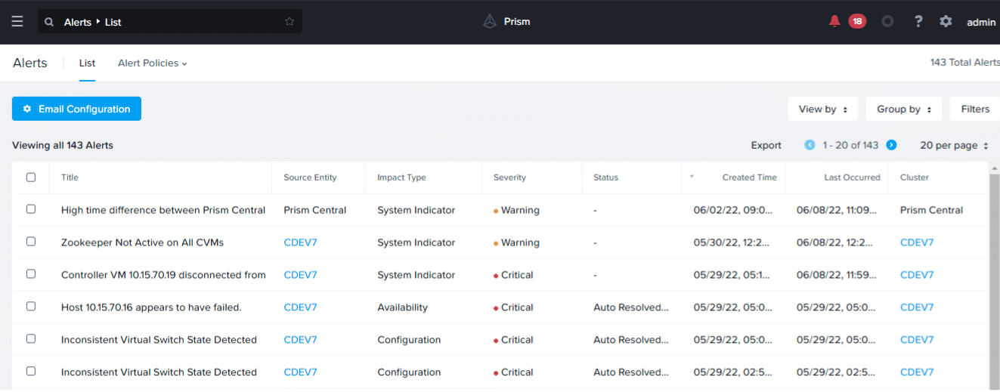 Alerts ‣ List Prism 18 ? admin
Alerts List Alert Policies 143 Total Alerts
Email Configuration View by Group by Filters
Viewing all 143 Alerts Export 1 - 20 of 143 20 per page
Title Source Entity Impact Type Severity Status Created Time Last Occurred Cluster
High time difference between Prism Central Prism Central System Indicator Warning - 06/02/22, 09:0... 06/08/22, 11:09... Prism Central
Zookeeper Not Active on All CVMs CDEV7 System Indicator Warning - 05/30/22, 12:2... 06/08/22, 12:2... CDEV7
Controller VM 10.15.70.19 disconnected from CDEV7 System Indicator Critical - 05/29/22, 05:1... 06/08/22, 11:59... CDEV7
Host 10.15.70.16 appears to have failed. CDEV7 Availability Critical Auto Resolved... 05/29/22, 05:0... 05/29/22, 05:0... CDEV7
Inconsistent Virtual Switch State Detected CDEV7 Configuration Critical Auto Resolved... 05/29/22, 05:0... 05/29/22, 05:0... CDEV7
Inconsistent Virtual Switch State Detected CDEV7 Configuration Critical Auto Resolved... 05/29/22, 02:5... 05/29/22, 02:5... CDEV7